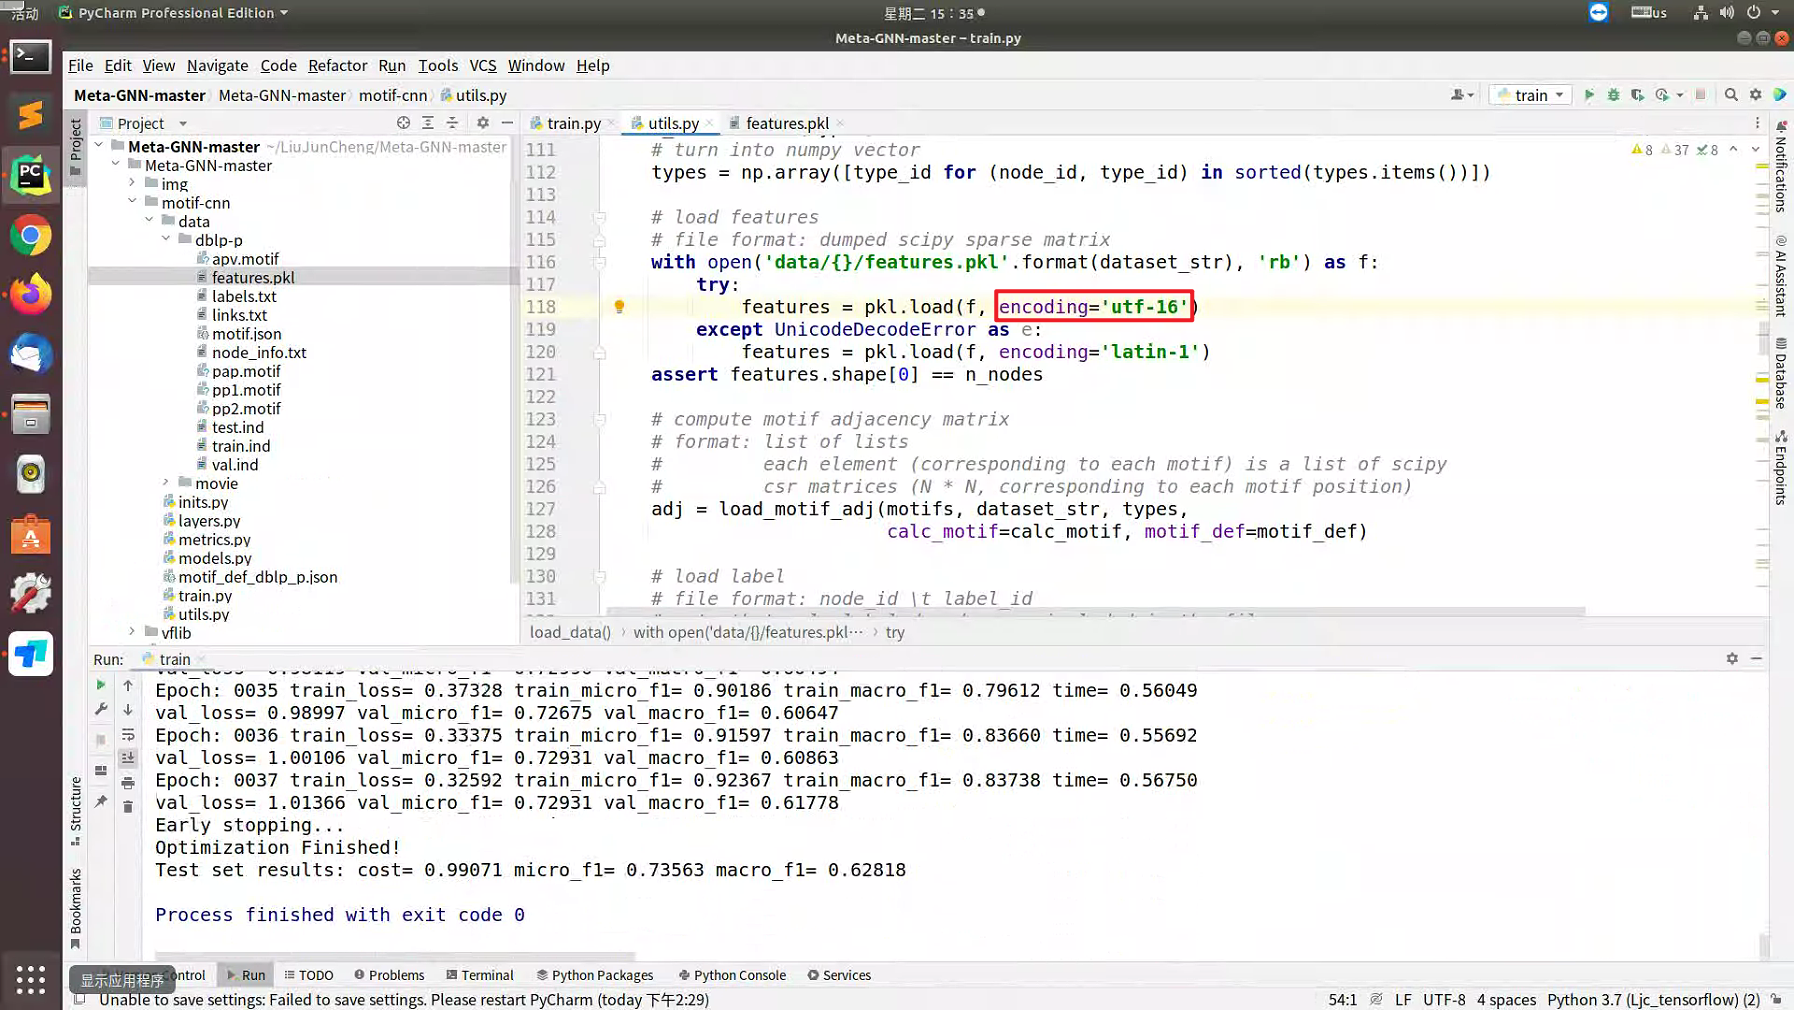 活动
PyCharm Professional Edition
星期二 15：35
us
Meta-GNN-master – train.py
File Edit View Navigate Code Refactor Run Tools VCS Window Help
Meta-GNN-master Meta-GNN-master motif-cnn utils.py
train
Project
train.py
utils.py
features.pkl
Project
Meta-GNN-master ~/LiuJunCheng/Meta-GNN-master
Meta-GNN-master
img
motif-cnn
data
dblp-p
apv.motif
features.pkl
labels.txt
links.txt
motif.json
node_info.txt
pap.motif
pp1.motif
pp2.motif
test.ind
train.ind
val.ind
movie
inits.py
layers.py
metrics.py
models.py
motif_def_dblp_p.json
train.py
utils.py
vflib
8 37 8
111 # turn into numpy vector
112 types = np.array([type_id for (node_id, type_id) in sorted(types.items())])
113
114 # load features
115 # file format: dumped scipy sparse matrix
116 with open('data/{}/features.pkl'.format(dataset_str), 'rb') as f:
117 try:
118 features = pkl.load(f, encoding='utf-16')
119 except UnicodeDecodeError as e:
120 features = pkl.load(f, encoding='latin-1')
121 assert features.shape[0] == n_nodes
122
123 # compute motif adjacency matrix
124 # format: list of lists
125 # each element (corresponding to each motif) is a list of scipy
126 # csr matrices (N * N, corresponding to each motif position)
127 adj = load_motif_adj(motifs, dataset_str, types,
128 calc_motif=calc_motif, motif_def=motif_def)
129
130 # load label
131 # file format: node_id \t label_id
load_data() › with open('data/{}/features.pkl… › try
Notifications
AI Assistant
Database
Endpoints
Run: train
Epoch: 0035 train_loss= 0.37328 train_micro_f1= 0.90186 train_macro_f1= 0.79612 time= 0.56049
val_loss= 0.98997 val_micro_f1= 0.72675 val_macro_f1= 0.60647
Epoch: 0036 train_loss= 0.33375 train_micro_f1= 0.91597 train_macro_f1= 0.83660 time= 0.55692
val_loss= 1.00106 val_micro_f1= 0.72931 val_macro_f1= 0.60863
Epoch: 0037 train_loss= 0.32592 train_micro_f1= 0.92367 train_macro_f1= 0.83738 time= 0.56750
val_loss= 1.01366 val_micro_f1= 0.72931 val_macro_f1= 0.61778
Early stopping...
Optimization Finished!
Test set results: cost= 0.99071 micro_f1= 0.73563 macro_f1= 0.62818
Process finished with exit code 0
Structure
Bookmarks
显示应用程序
Control Run TODO Problems Terminal Python Packages Python Console Services
Unable to save settings: Failed to save settings. Please restart PyCharm (today 下午2:29)
54:1 LF UTF-8 4 spaces Python 3.7 (Ljc_tensorflow) (2)